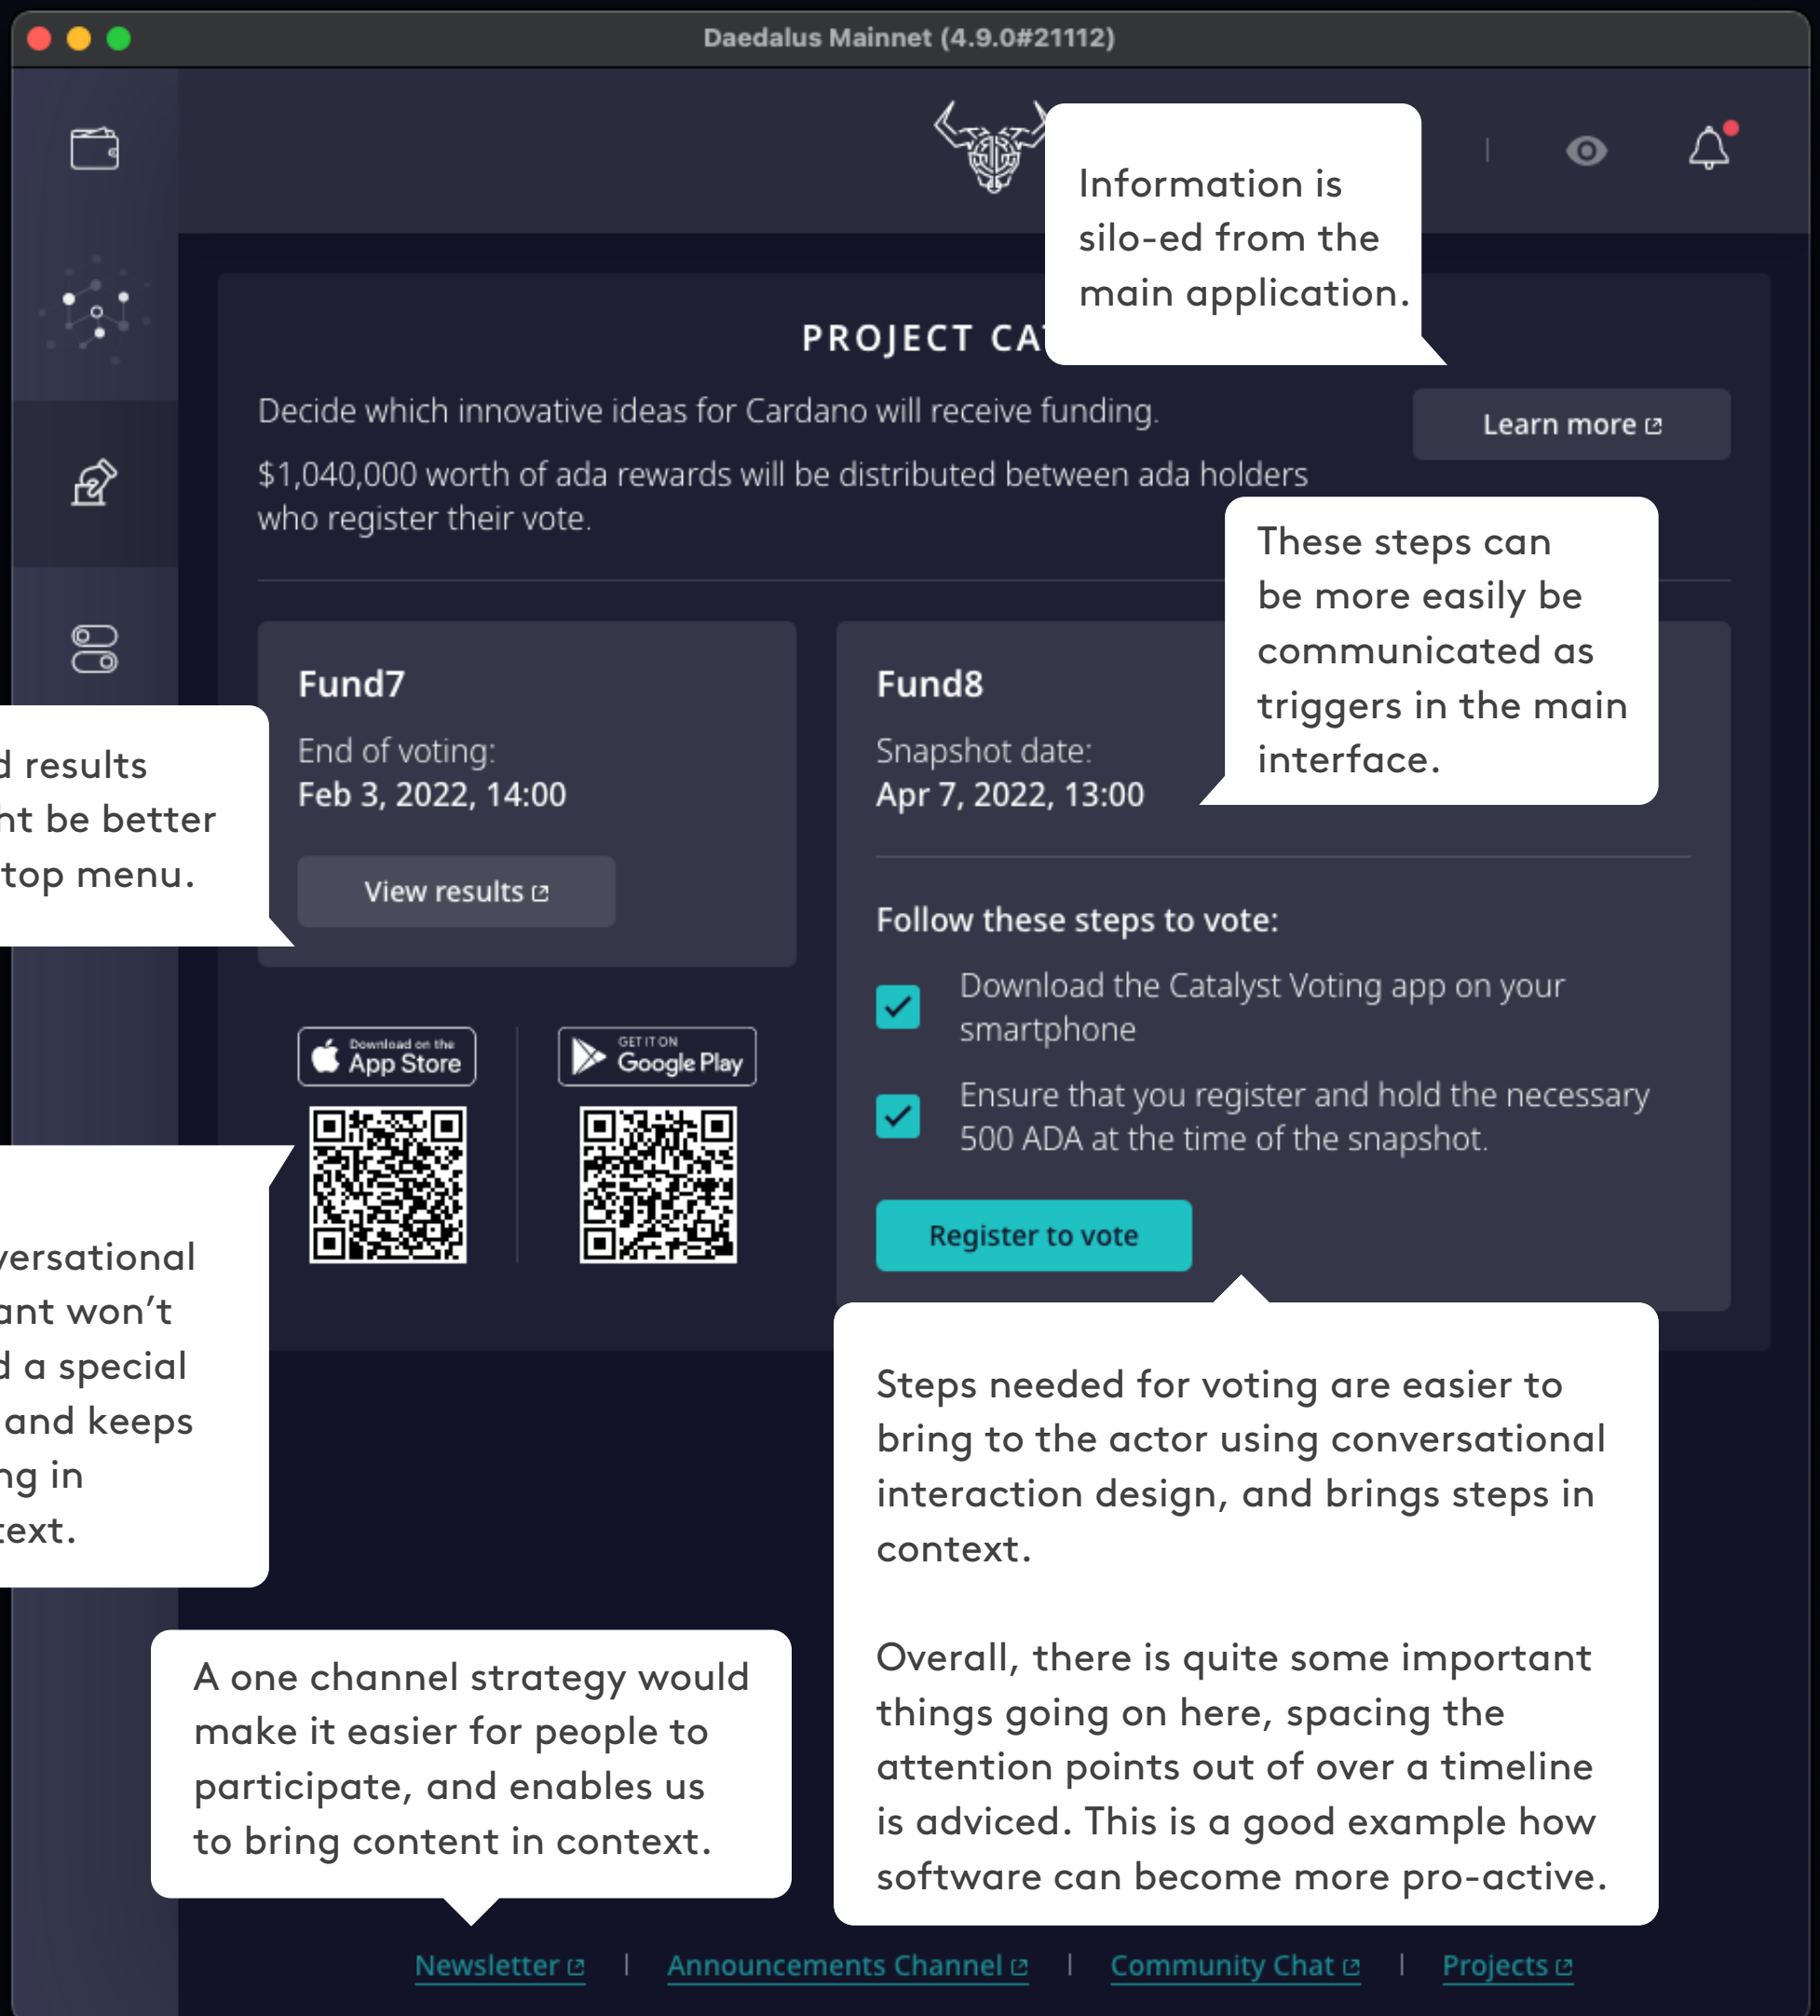 Daedalus Mainnet (4.9.0#21112)
Information is
silo-ed from the
main application.
PROJECT
Decide which innovative ideas for Cardano will receive funding.
Learn more
$1,040,000 worth of ada rewards will be distributed between ada holders
who register their vote.
These steps can
be more easily be
communicated as
triggers in the main
interface.
Fund7
End of voting:
Feb 3, 2022, 14:00
View results
results
be better
top menu.
Fund8
Snapshot date:
Apr 7, 2022, 13:00
Follow these steps to vote:
Download the Catalyst Voting app on your
smartphone
Ensure that you register and hold the necessary
500 ADA at the time of the snapshot.
Register to vote
Download on the
App Store
GET IT ON
Google Play
won’t
a special
and keeps
in
Steps needed for voting are easier to
bring to the actor using conversational
interaction design, and brings steps in
context.
Overall, there is quite some important
things going on here, spacing the
attention points out of over a timeline
is adviced. This is a good example how
software can become more pro-active.
A one channel strategy would
make it easier for people to
participate, and enables us
to bring content in context.
Newsletter | Announcements Channel | Community Chat | Projects